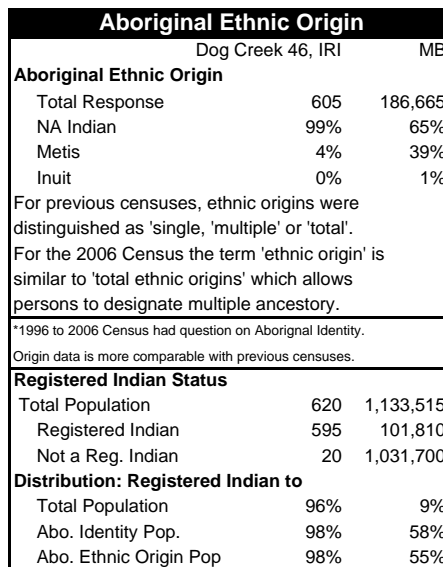 Aboriginal Ethnic Origin
Dog Creek 46, IRI MB
Aboriginal Ethnic Origin
Total Response 605 186,665
NA Indian 99% 65%
Metis 4% 39%
Inuit 0% 1%
For previous censuses, ethnic origins were
distinguished as 'single, 'multiple' or 'total'.
For the 2006 Census the term 'ethnic origin' is
similar to 'total ethnic origins' which allows
persons to designate multiple ancestory.
*1996 to 2006 Census had question on Aborignal Identity.
Origin data is more comparable with previous censuses.
Registered Indian Status
Total Population 620 1,133,515
Registered Indian 595 101,810
Not a Reg. Indian 20 1,031,700
Distribution: Registered Indian to
Total Population 96% 9%
Abo. Identity Pop. 98% 58%
Abo. Ethnic Origin Pop 98% 55%